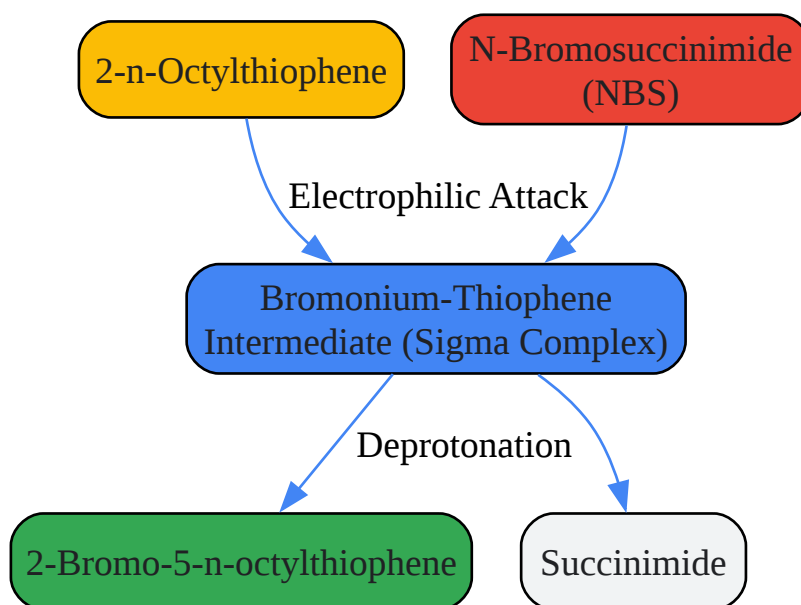 2-n-Octylthiophene
N-Bromosuccinimide
(NBS)
Electrophilic Attack
Bromonium-Thiophene
Intermediate (Sigma Complex)
Deprotonation
2-Bromo-5-n-octylthiophene
Succinimide